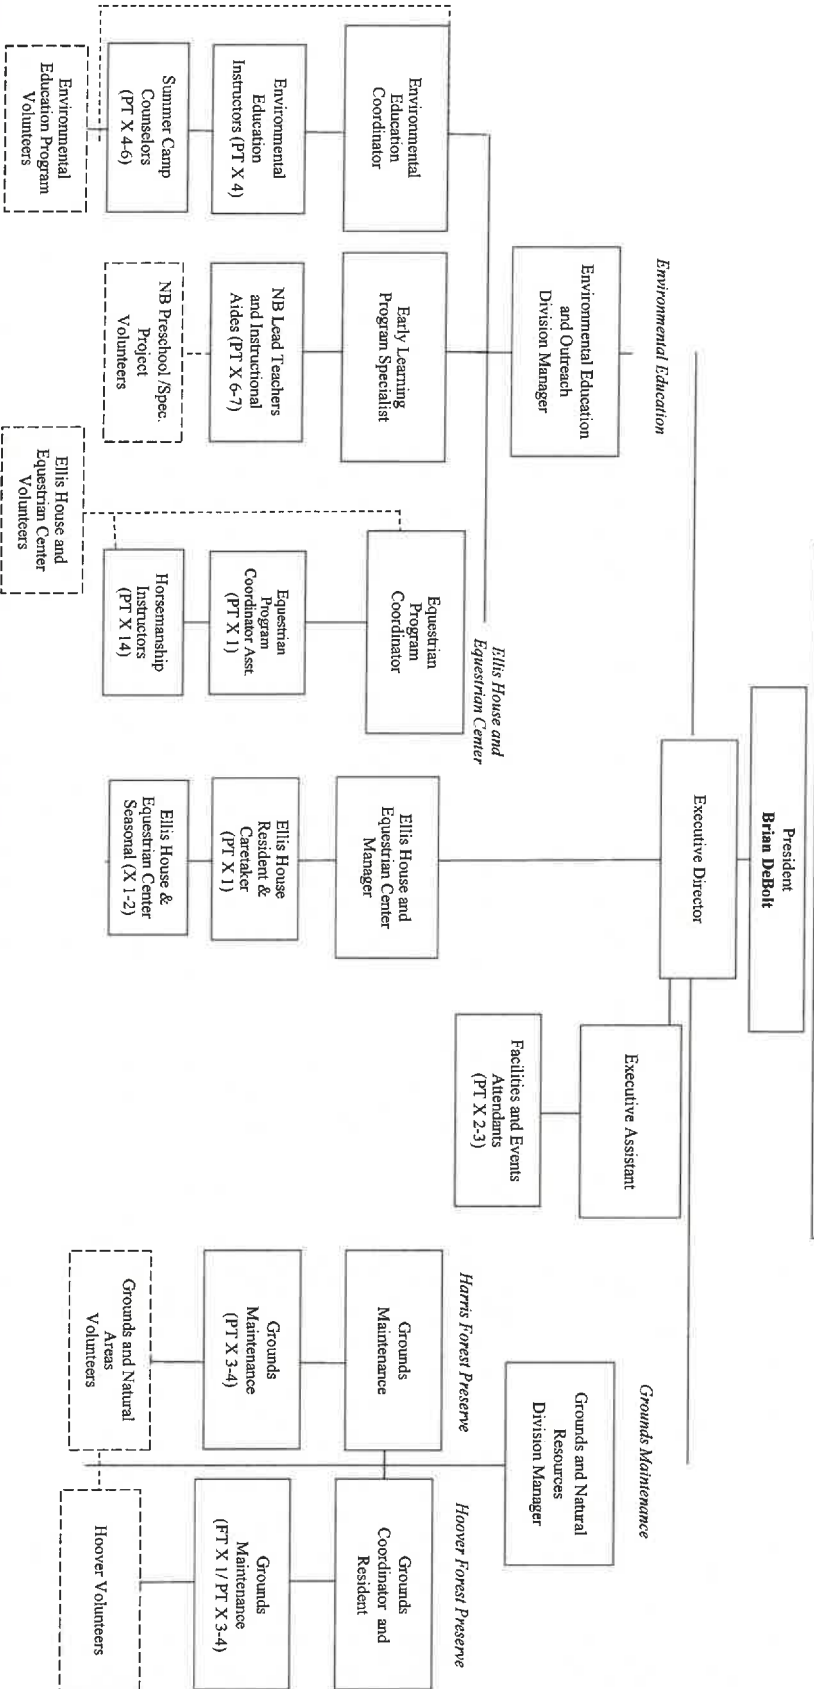 President
Brian DeBolt
Executive Director
Environmental Education
Environmental Education
and Outreach
Division Manager
Environmental
Education
Coordinator
Environmental
Education
Instructors (PT X 4)
Summer Camp
Counselors
(PT X 4-6)
Environmental
Education Program
Volunteers
Early Learning
Program Specialist
NB Lead Teachers
and Instructional
Aides (PT X 6-7)
NB Preschool /Spec.
Project
Volunteers
Ellis House and
Equestrian Center
Equestrian
Program
Coordinator
Equestrian
Program
Coordinator Asst.
(PT X 1)
Horsemanship
Instructors
(PT X 14)
Ellis House and
Equestrian Center
Volunteers
Ellis House and
Equestrian Center
Manager
Ellis House
Resident &
Caretaker
(PT X 1)
Ellis House &
Equestrian Center
Seasonal (X 1-2)
Executive Assistant
Facilities and Events
Attendants
(PT X 2-3)
Grounds Maintenance
Grounds and Natural
Resources
Division Manager
Harris Forest Preserve
Grounds
Maintenance
Grounds
Maintenance
(PT X 3-4)
Grounds and Natural
Areas
Volunteers
Hoover Forest Preserve
Grounds
Coordinator and
Resident
Grounds
Maintenance
(FT X 1/ PT X 3-4)
Hoover Volunteers